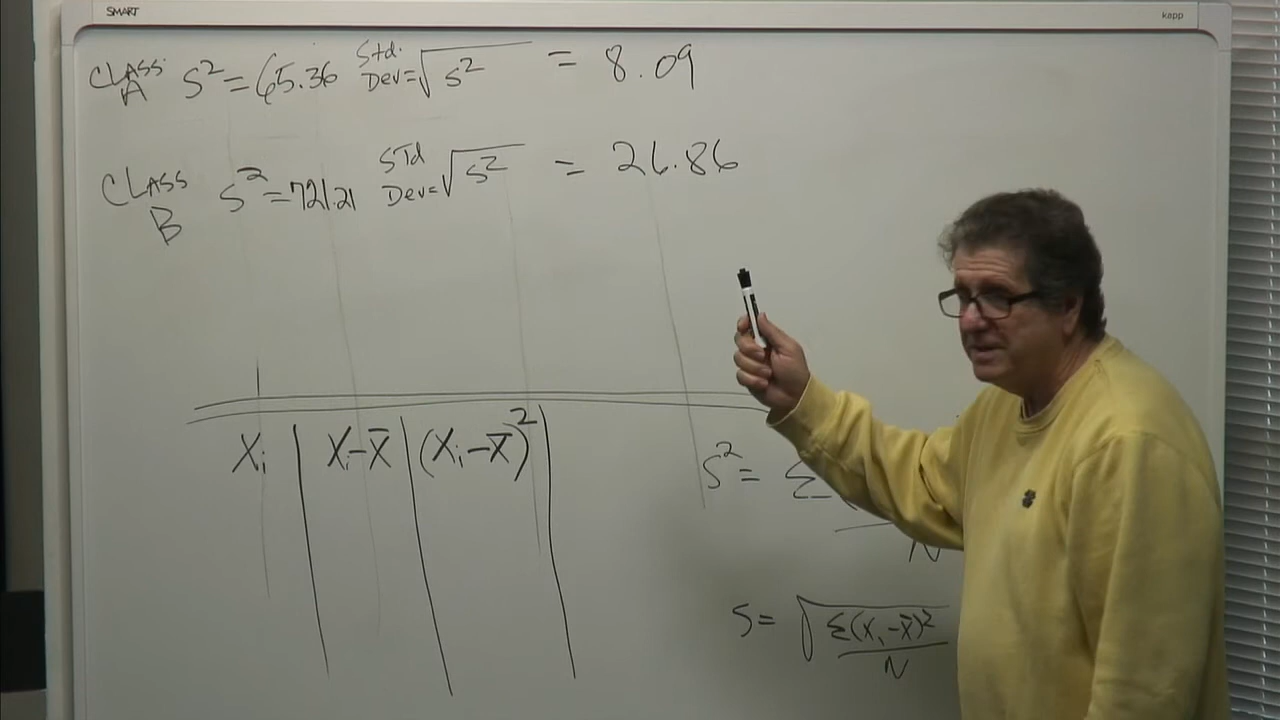 SMART kapp
CLASS A S² = 65.36 Std. Dev = √S² = 8.09
CLASS B S² = 721.21 STD Dev = √S² = 26.86
Xᵢ | Xᵢ-X̄ | (Xᵢ-X̄)²
S² = Σ
N
S = √Σ(Xᵢ-X̄)²
N